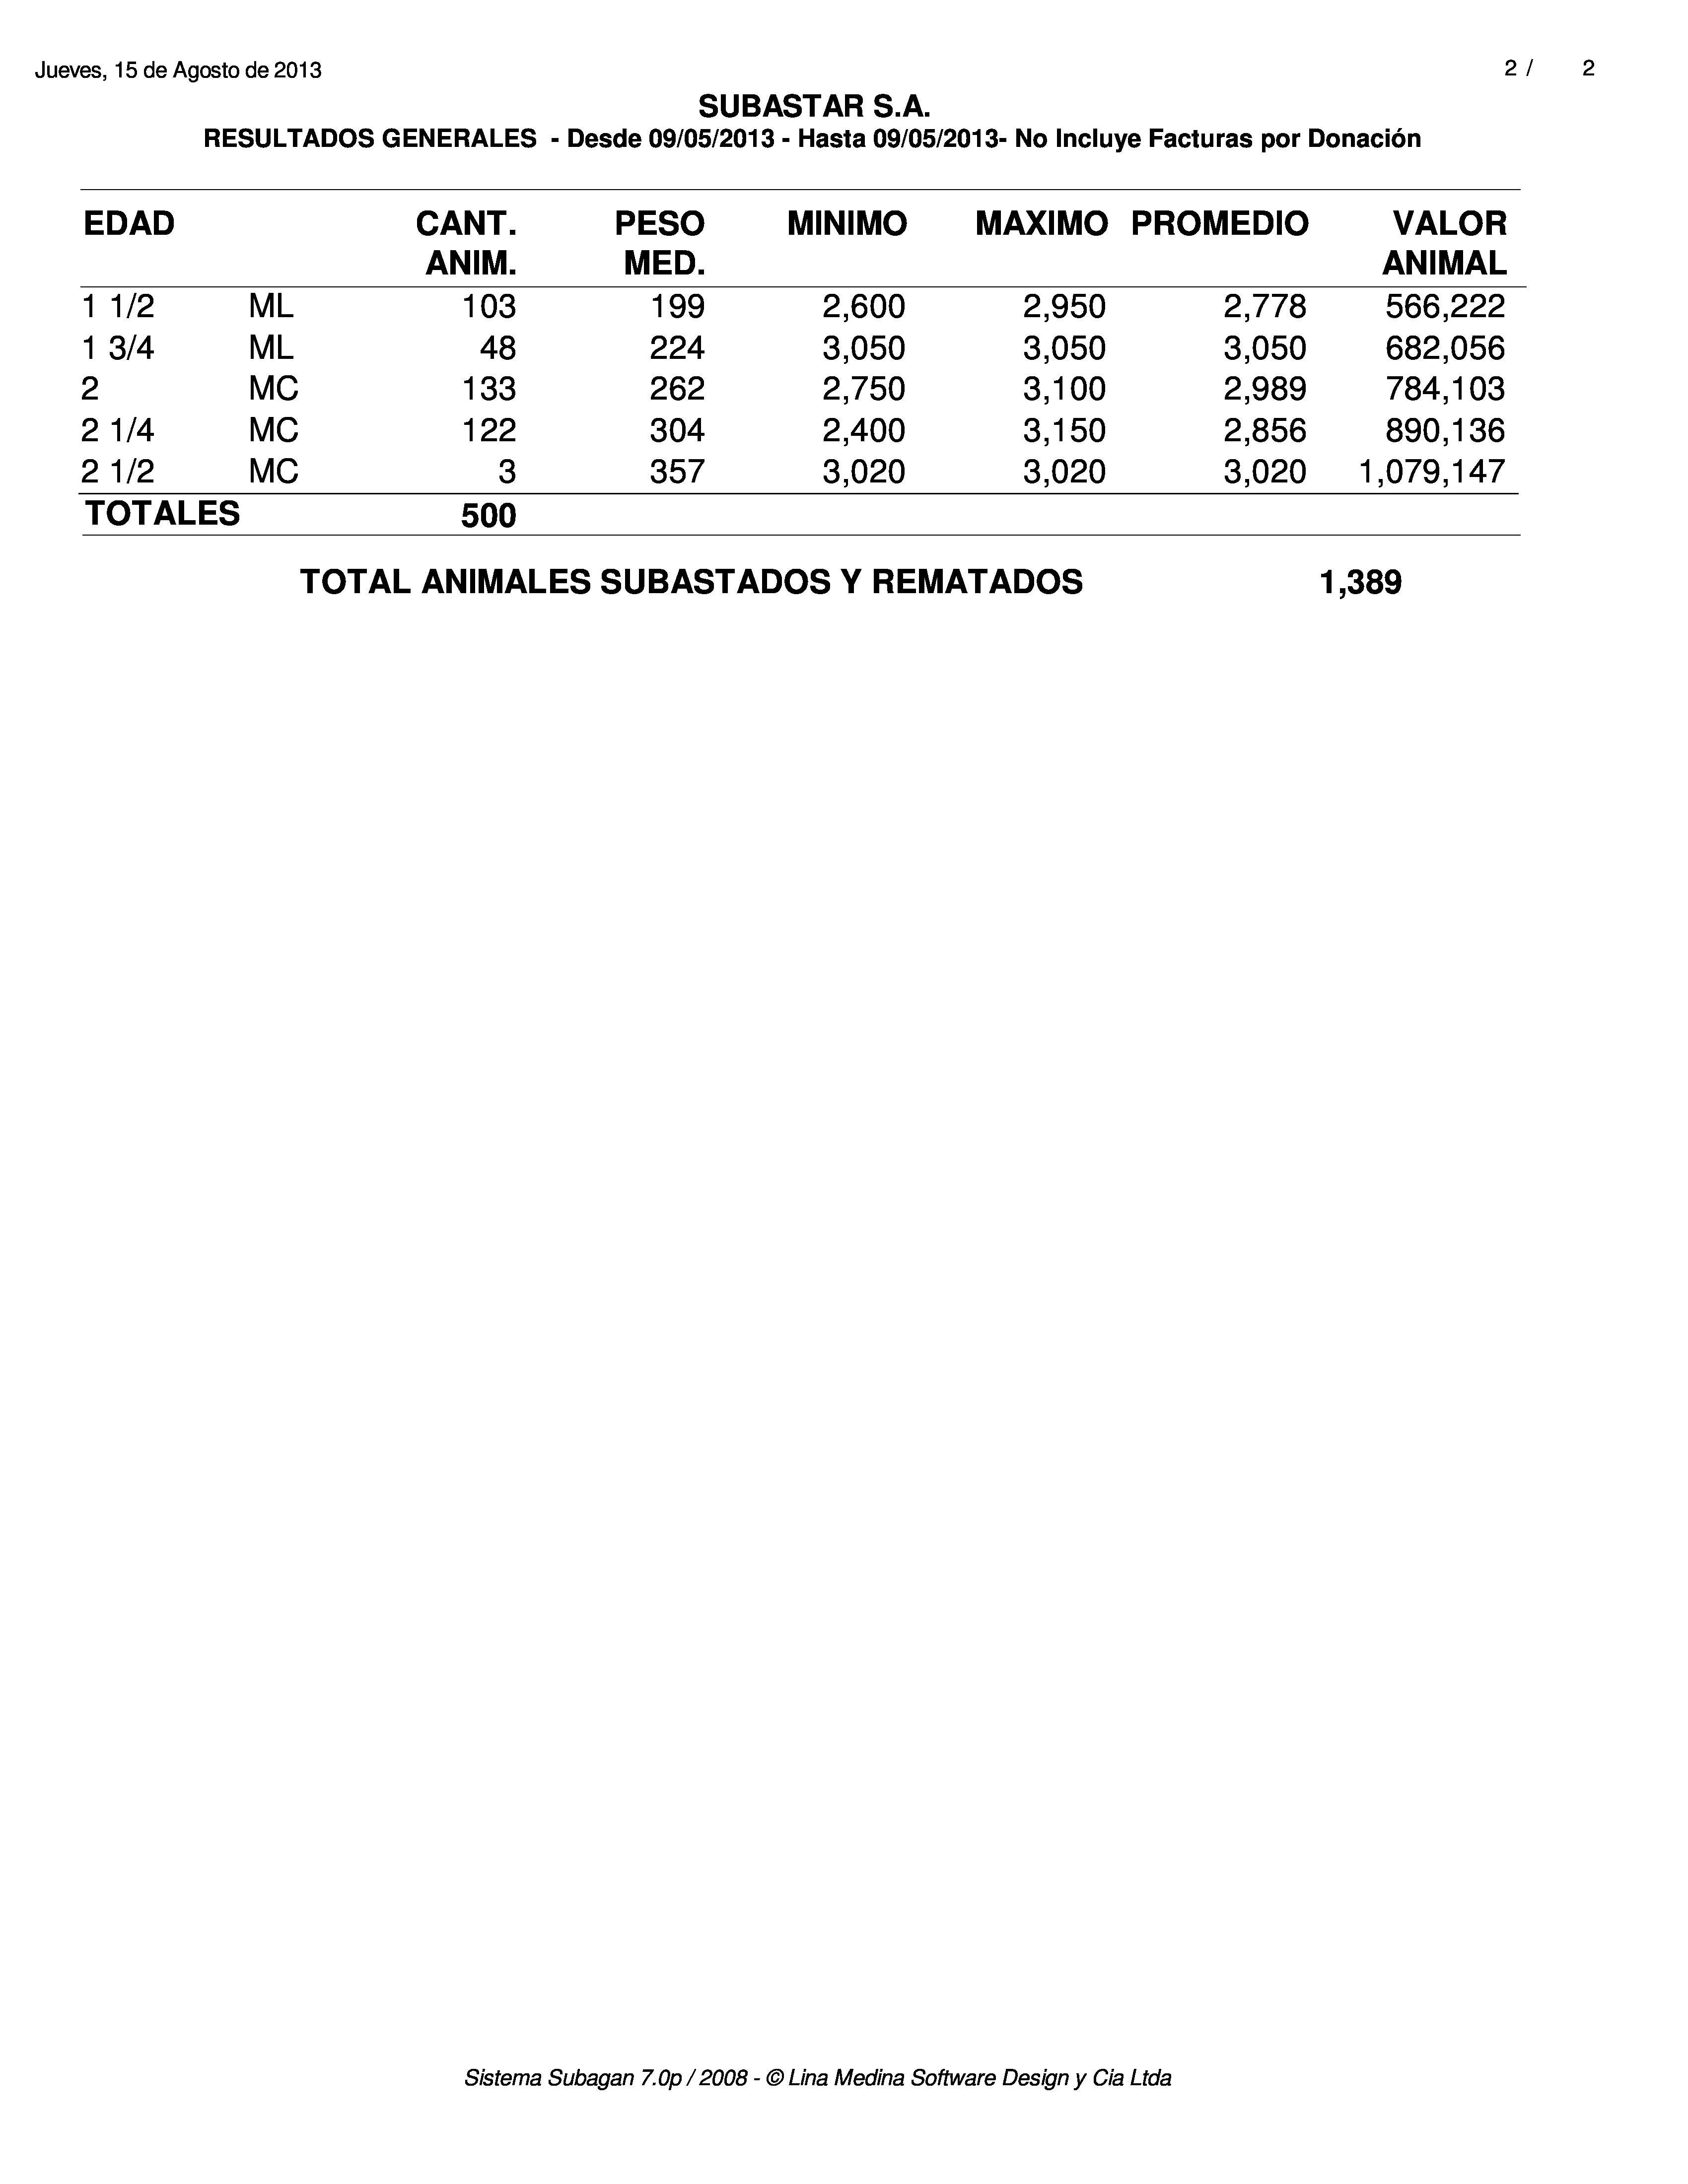 Jueves, 15 de Agosto de 2013 2 / 2
SUBASTAR S.A.
RESULTADOS GENERALES - Desde 09/05/2013 - Hasta 09/05/2013- No Incluye Facturas por Donación
EDAD CANT. PESO MINIMO MAXIMO PROMEDIO VALOR
ANIM. MED. ANIMAL
1 1/2 ML 103 199 2,600 2,950 2,778 566,222
1 3/4 ML 48 224 3,050 3,050 3,050 682,056
2 MC 133 262 2,750 3,100 2,989 784,103
2 1/4 MC 122 304 2,400 3,150 2,856 890,136
2 1/2 MC 3 357 3,020 3,020 3,020 1,079,147
TOTALES 500
TOTAL ANIMALES SUBASTADOS Y REMATADOS 1,389
Sistema Subagan 7.0p / 2008 - © Lina Medina Software Design y Cia Ltda